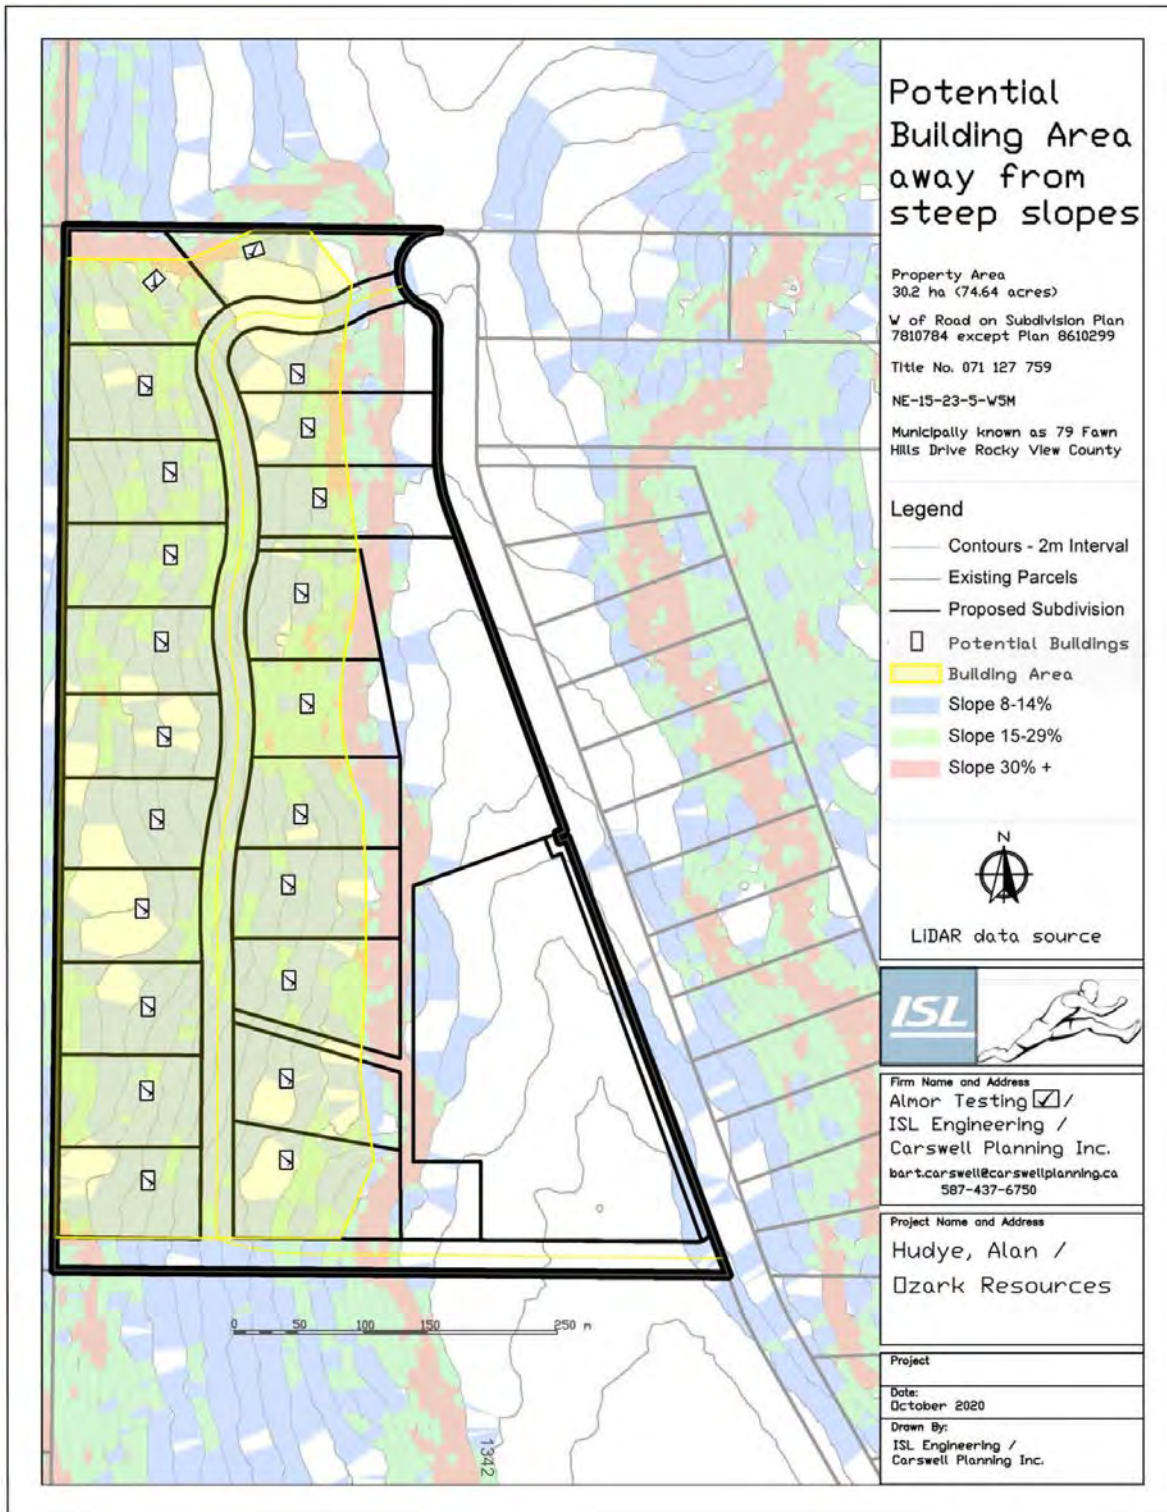 Potential
Building Area
away from
steep slopes
Property Area
30.2 ha (74.64 acres)
W of Road on Subdivision Plan
7810784 except Plan 8610299
Title No. 071 127 759
NE-15-23-5-W5M
Municipally known as 79 Fawn
Hills Drive Rocky View County
Legend
Contours - 2m Interval
Existing Parcels
Proposed Subdivision
Potential Buildings
Building Area
Slope 8-14%
Slope 15-29%
Slope 30% +
N
LiDAR data source
ISL
Firm Name and Address
Almor Testing /
ISL Engineering /
Carswell Planning Inc.
bart.carswell@carswellplanning.ca
587-437-6750
Project Name and Address
Hudye, Alan /
Ozark Resources
Project
Date:
October 2020
Drawn By:
ISL Engineering /
Carswell Planning Inc.
0 50 100 150 250 m
1342